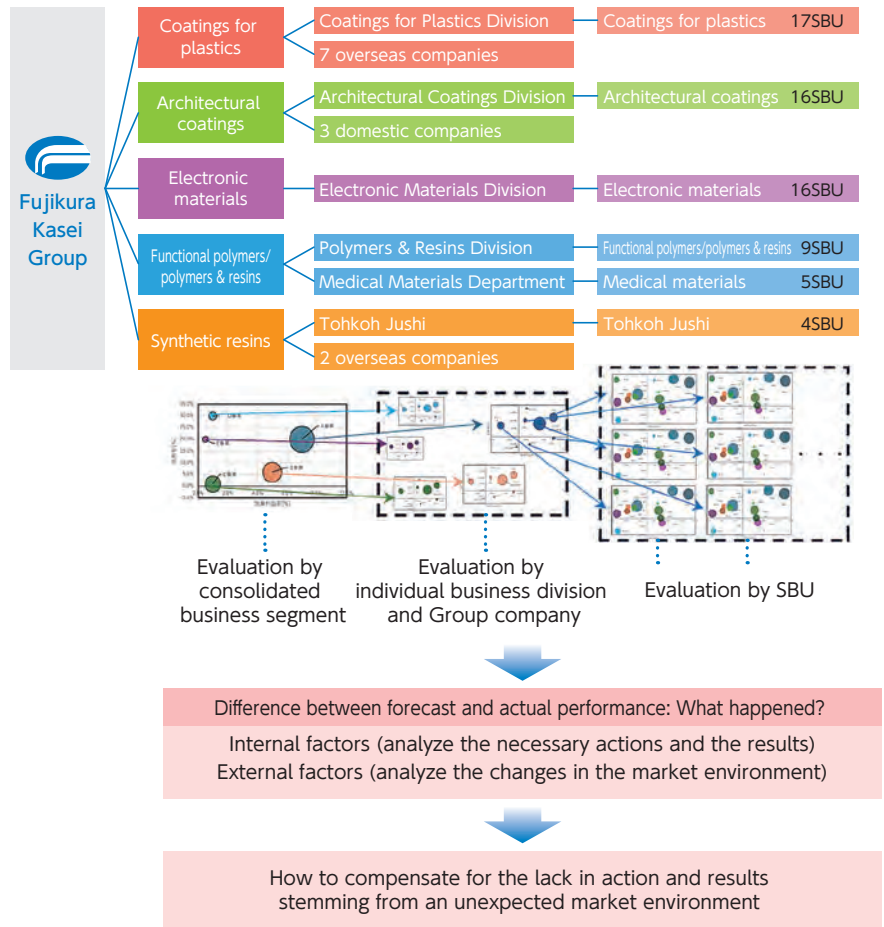 Fujikura
Kasei
Group
Coatings for
plastics
Coatings for Plastics Division
Coatings for plastics 17SBU
7 overseas companies
Architectural
coatings
Architectural Coatings Division
Architectural coatings 16SBU
3 domestic companies
Electronic
materials
Electronic Materials Division
Electronic materials 16SBU
Functional polymers/
polymers & resins
Polymers & Resins Division
Functional polymers/polymers & resins 9SBU
Medical Materials Department
Medical materials 5SBU
Synthetic resins
Tohkoh Jushi
Tohkoh Jushi 4SBU
2 overseas companies
Evaluation by
consolidated
business segment
Evaluation by
individual business division
and Group company
Evaluation by SBU
Difference between forecast and actual performance: What happened?
Internal factors (analyze the necessary actions and the results)
External factors (analyze the changes in the market environment)
How to compensate for the lack in action and results
stemming from an unexpected market environment